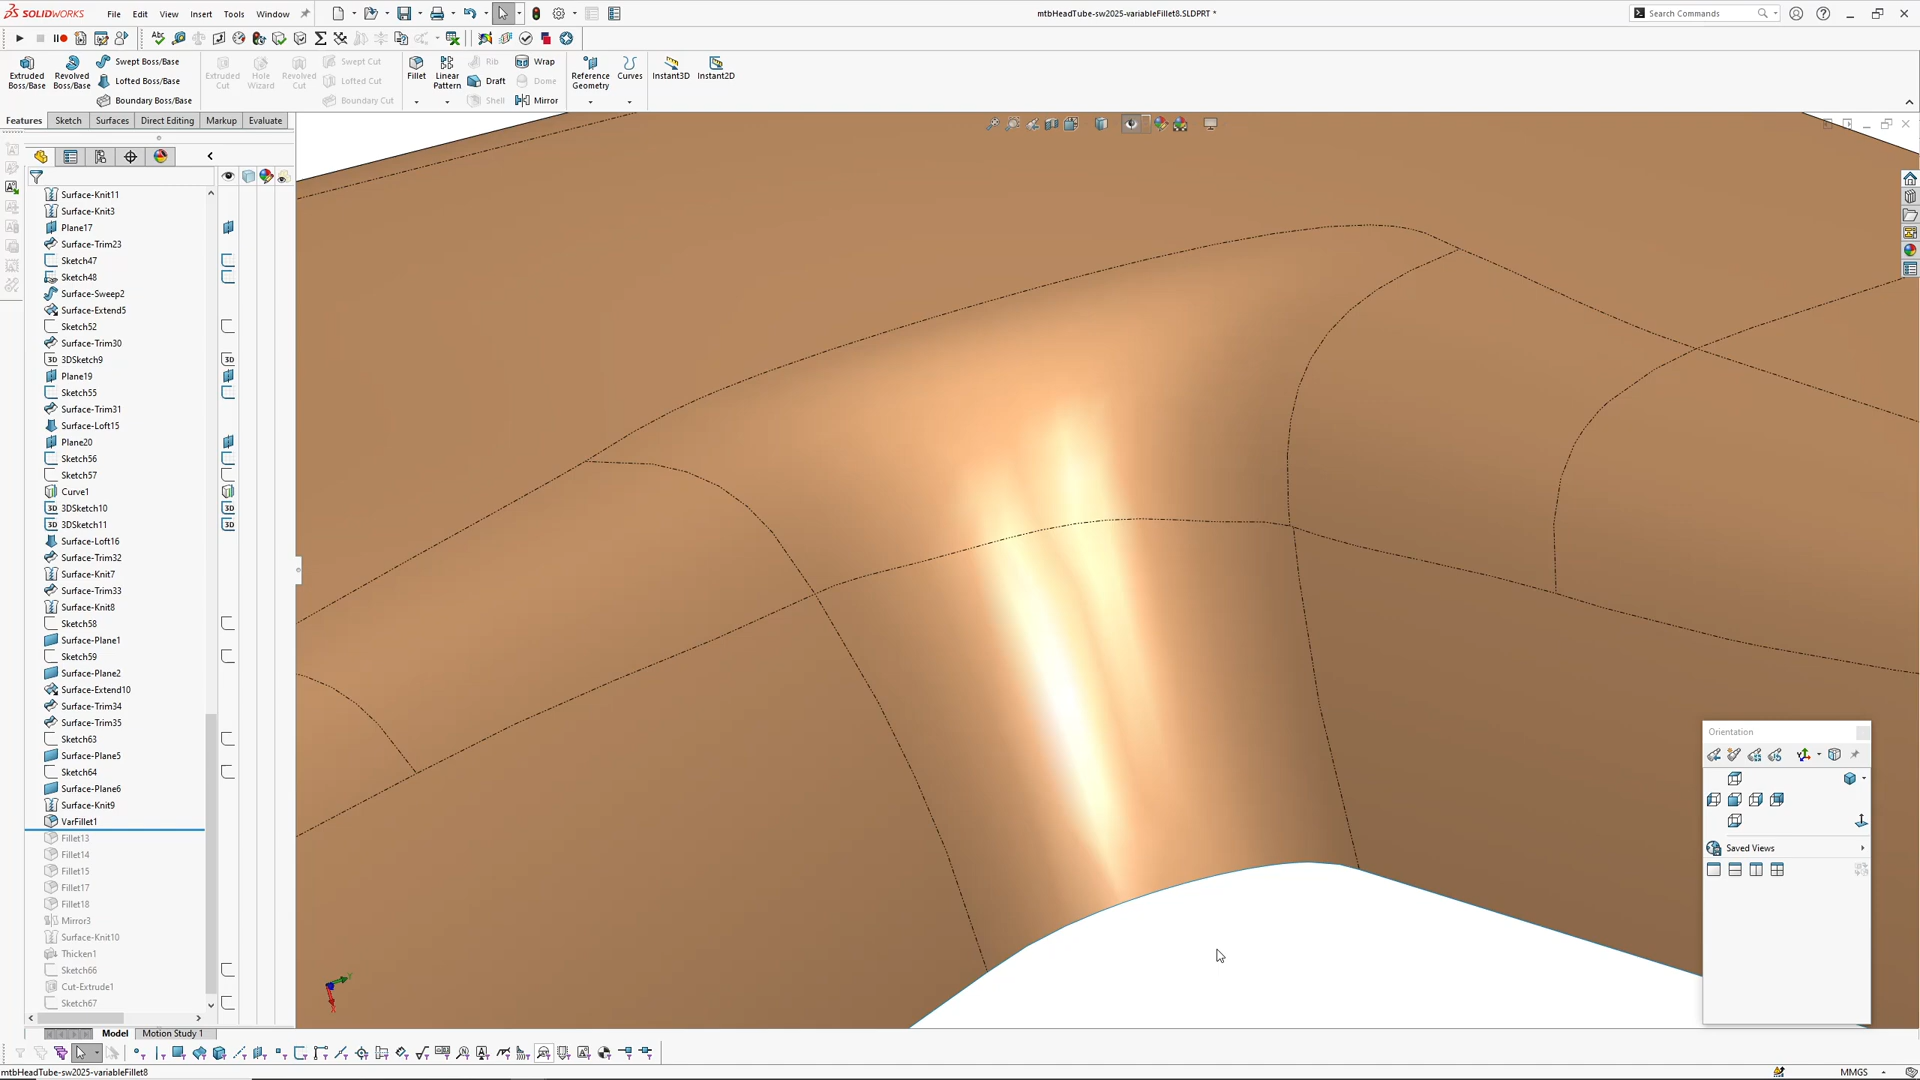 SOLIDWORKS File Edit View Insert Tools Window
mtbHeadTube-sw2025-variableFillet8.SLDPRT *
Search Commands
Extruded Boss/Base
Revolved Boss/Base
Swept Boss/Base
Lofted Boss/Base
Boundary Boss/Base
Extruded Cut
Hole Wizard
Revolved Cut
Swept Cut
Lofted Cut
Boundary Cut
Fillet
Linear Pattern
Rib
Draft
Shell
Wrap
Dome
Mirror
Reference Geometry
Curves
Instant3D
Instant2D
Features Sketch Surfaces Direct Editing Markup Evaluate
Surface-Knit11
Surface-Knit3
Plane17
Surface-Trim23
Sketch47
Sketch48
Surface-Sweep2
Surface-Extend5
Sketch52
Surface-Trim30
3DSketch9
Plane19
Sketch55
Surface-Trim31
Surface-Loft15
Plane20
Sketch56
Sketch57
Curve1
3DSketch10
3DSketch11
Surface-Loft16
Surface-Trim32
Surface-Knit7
Surface-Trim33
Surface-Knit8
Sketch58
Surface-Plane1
Sketch59
Surface-Plane2
Surface-Extend10
Surface-Trim34
Surface-Trim35
Sketch63
Surface-Plane5
Sketch64
Surface-Plane6
Surface-Knit9
VarFillet1
Fillet13
Fillet14
Fillet15
Fillet17
Fillet18
Mirror3
Surface-Knit10
Thicken1
Sketch66
Cut-Extrude1
Sketch67
Orientation
Saved Views
Model Motion Study 1
mtbHeadTube-sw2025-variableFillet8
MMGS